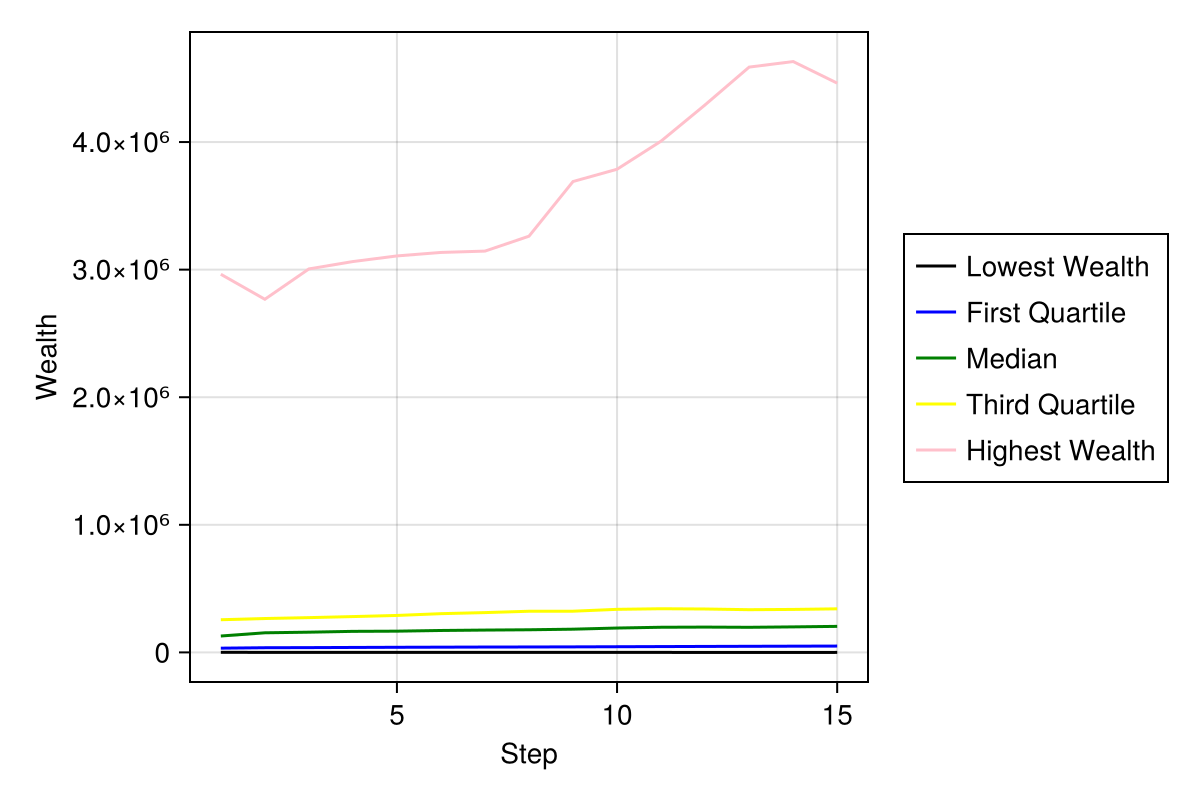 4.0×10⁶
3.0×10⁶
2.0×10⁶
1.0×10⁶
0
Wealth
5 10 15
Step
Lowest Wealth
First Quartile
Median
Third Quartile
Highest Wealth